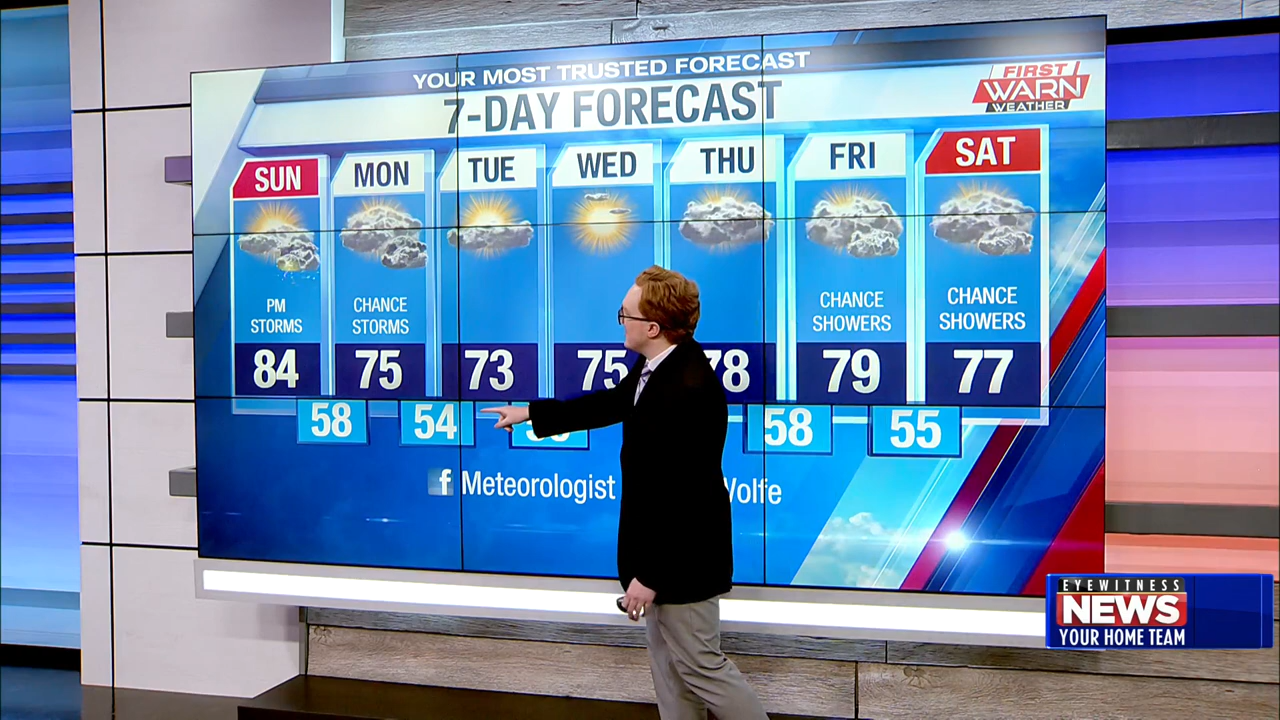 YOUR MOST TRUSTED FORECAST
7-DAY FORECAST
FIRST
WARN
WEATHER
SUN
MON
TUE
WED
THU
FRI
SAT
PM
STORMS
CHANCE
STORMS
CHANCE
SHOWERS
CHANCE
SHOWERS
84
75
73
75
78
79
77
58
54
58
55
f Meteorologist
EYEWITNESS
NEWS
YOUR HOME TEAM